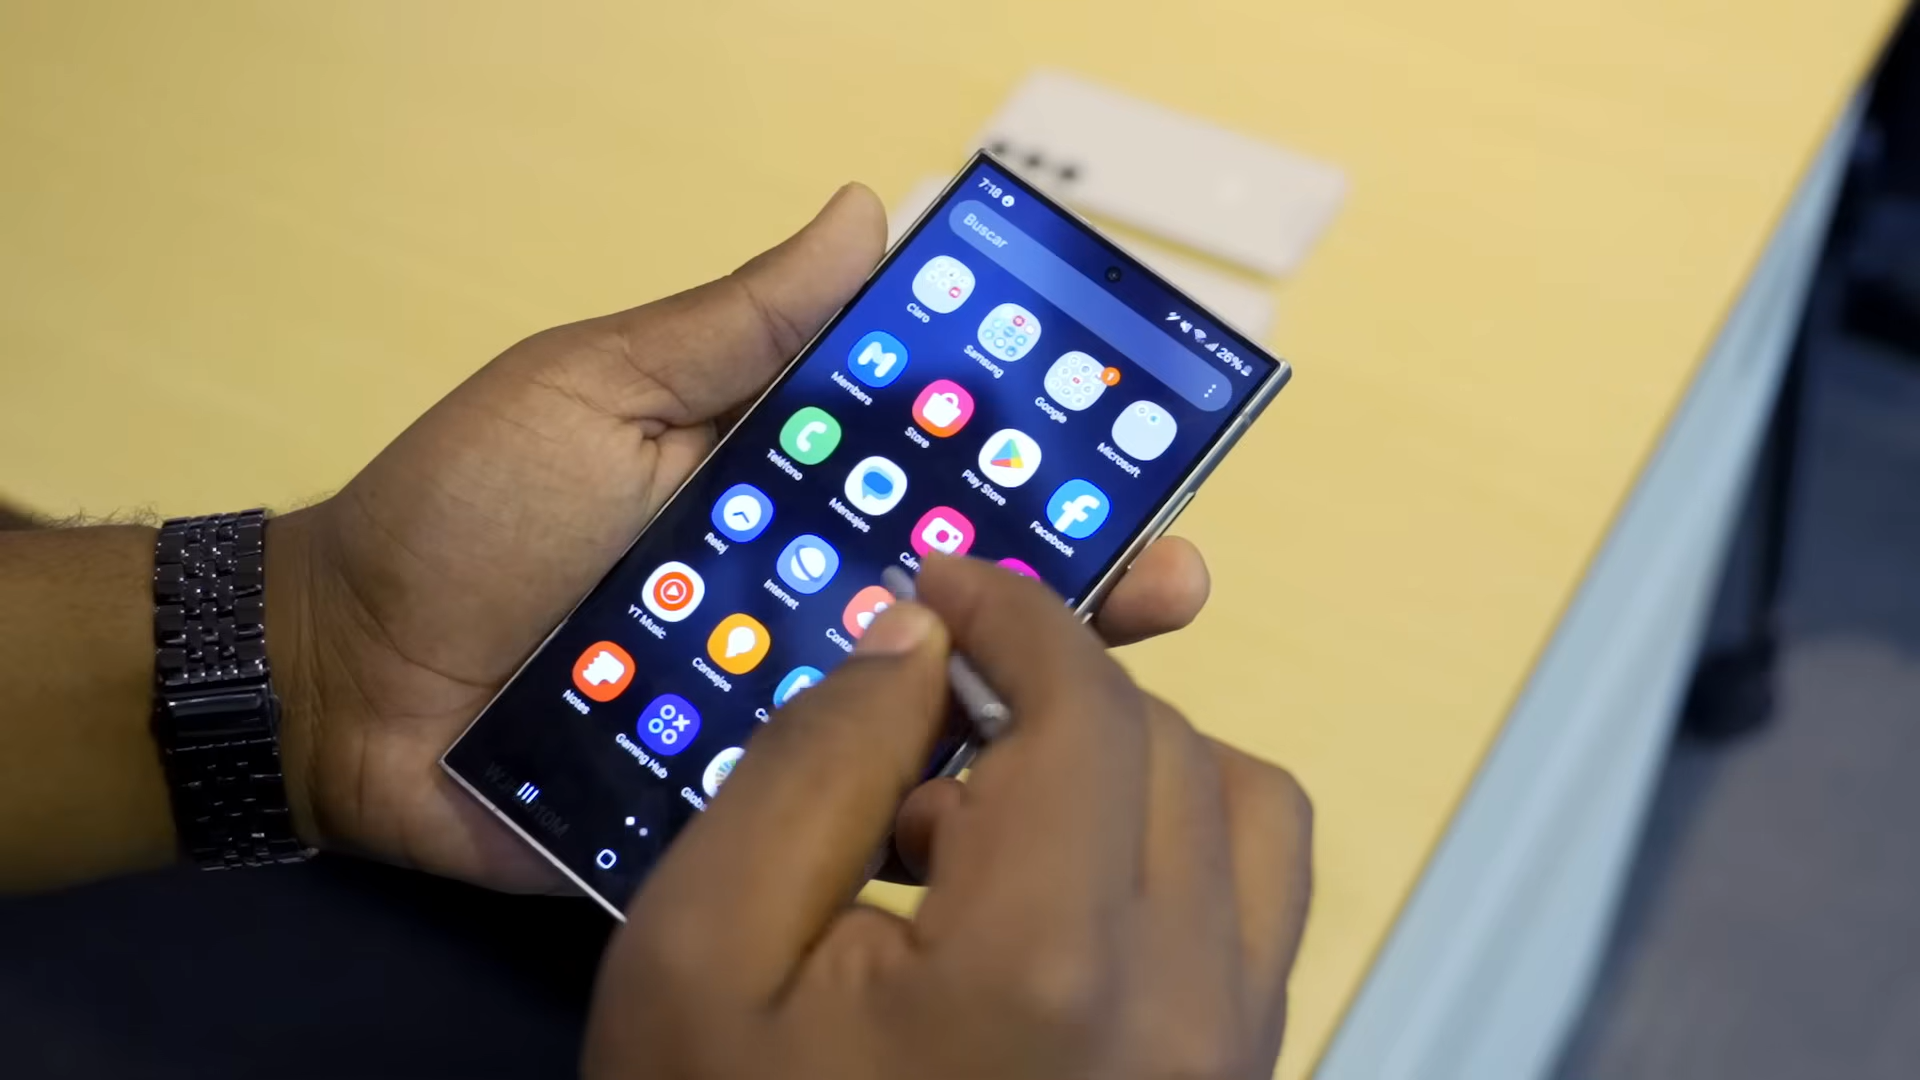 7:18
26%
Buscar
Claro
Samsung
Google
1
Microsoft
Members
Store
Play Store
Facebook
Teléfono
Mensajes
Reloj
Internet
YT Music
Consejos
Notes
Gaming Hub